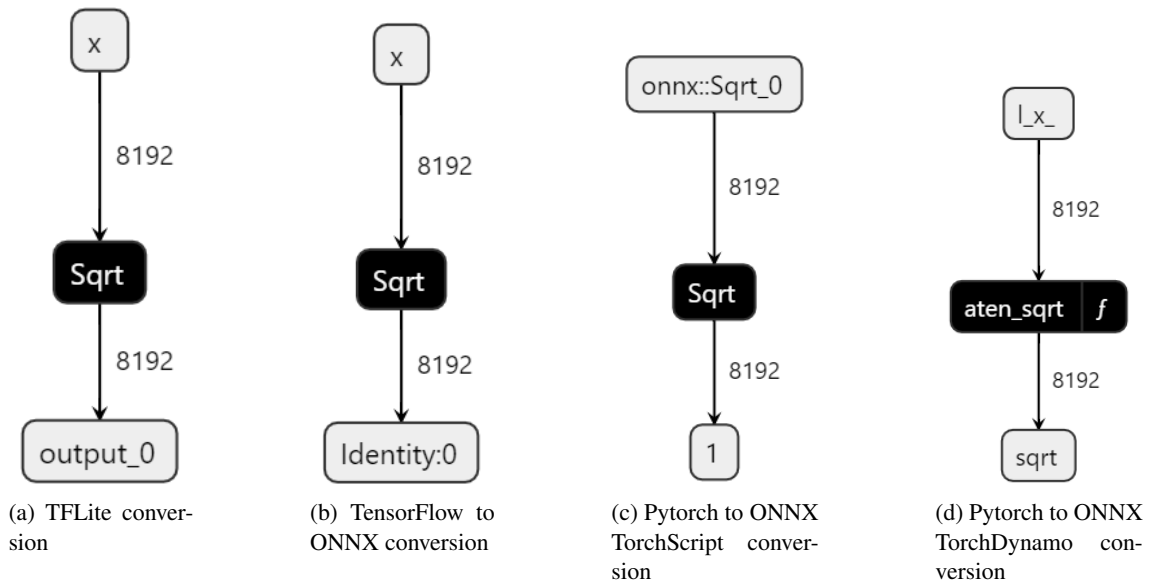 x
8192
Sqrt
8192
output_0
(a) TFLite conver-
sion
x
8192
Sqrt
8192
Identity:0
(b) TensorFlow to
ONNX conversion
onnx::Sqrt_0
8192
Sqrt
8192
1
(c) Pytorch to ONNX
TorchScript conver-
sion
l_x_
8192
aten_sqrt f
8192
sqrt
(d) Pytorch to ONNX
TorchDynamo con-
version